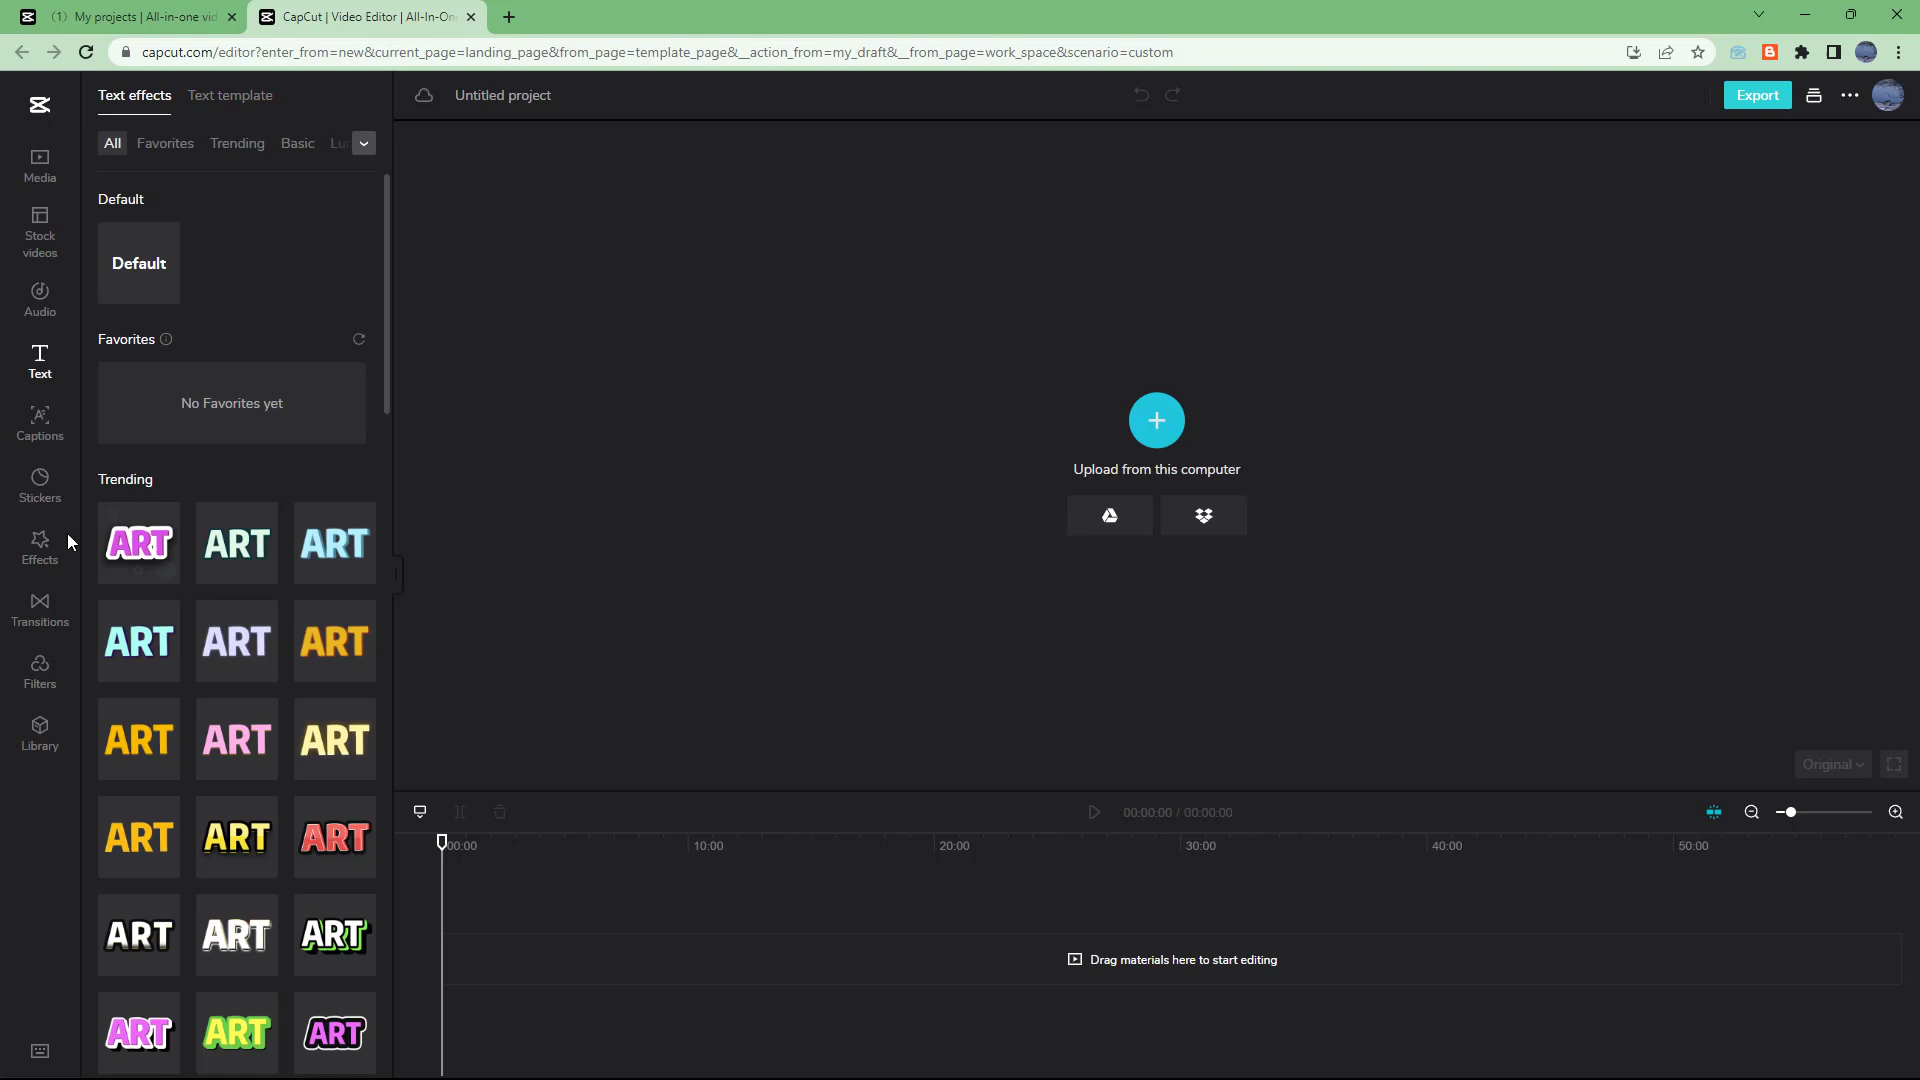 (1) My projects | All-in-one vid
CapCut | Video Editor | All-In-On
capcut.com/editor?enter_from=new&current_page=landing_page&from_page=template_page&__action_from=my_draft&__from_page=work_space&scenario=custom
Text effects
Text template
Untitled project
Export
All
Favorites
Trending
Basic
Lu
Media
Stock
videos
Audio
Text
Captions
Stickers
Effects
Transitions
Filters
Library
Default
Default
Favorites
No Favorites yet
Trending
ART ART ART
ART ART ART
ART ART ART
ART ART ART
ART ART ART
ART ART ART
Upload from this computer
Original
00:00:00 / 00:00:00
00:00
10:00
20:00
30:00
40:00
50:00
Drag materials here to start editing